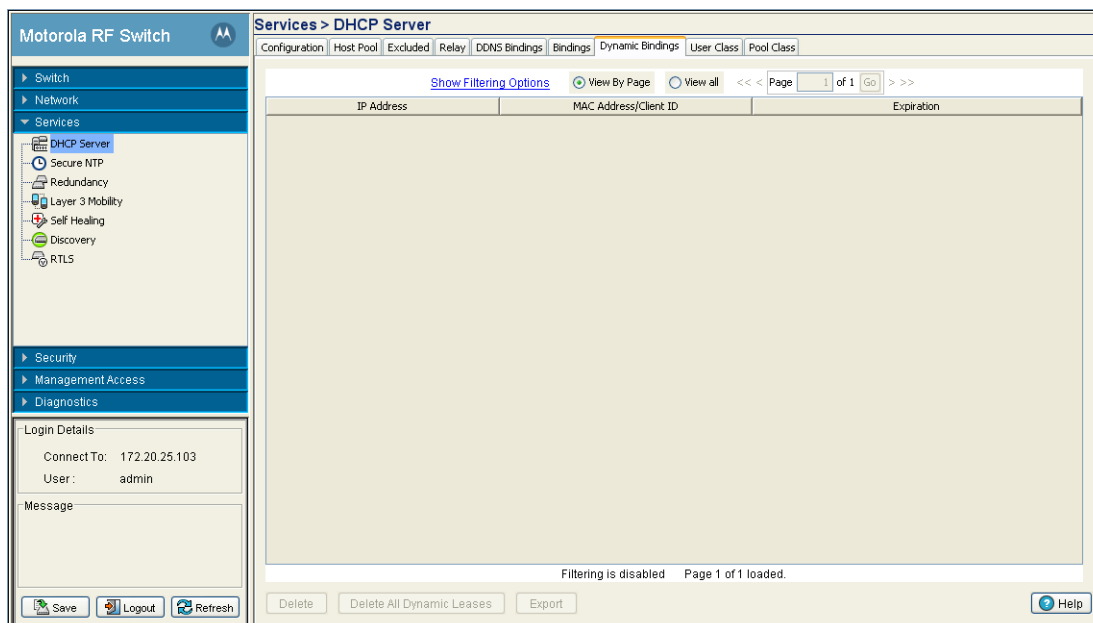 Motorola RF Switch
Switch
Network
Services
DHCP Server
Secure NTP
Redundancy
Layer 3 Mobility
Self Healing
Discovery
RTLS
Security
Management Access
Diagnostics
Login Details
Connect To: 172.20.25.103
User : admin
Message
Save Logout Refresh
Services > DHCP Server
Configuration Host Pool Excluded Relay DDNS Bindings Bindings Dynamic Bindings User Class Pool Class
Show Filtering Options View By Page View all << < Page 1 of 1 Go > >>
IP Address MAC Address/Client ID Expiration
Filtering is disabled Page 1 of 1 loaded.
Delete Delete All Dynamic Leases Export Help